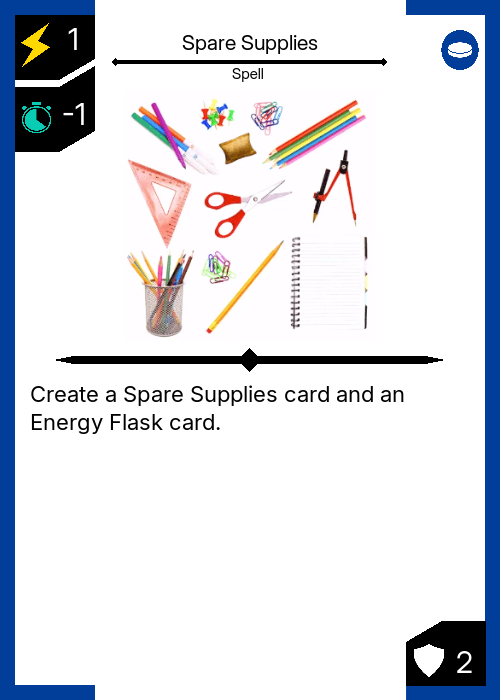 1
Spare Supplies
Spell
-1
Create a Spare Supplies card and an
Energy Flask card.
2